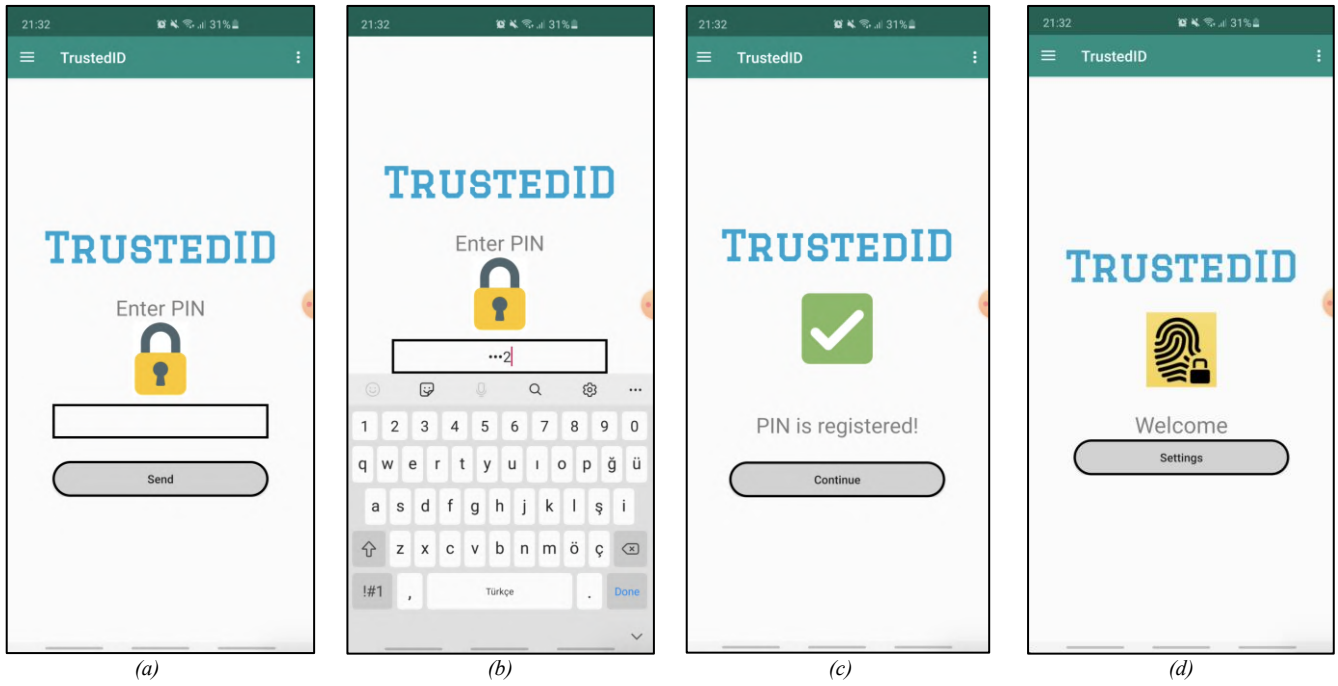 21:32 31%
TrustedID
TRUSTEDID
Enter PIN
Send
(a)
21:32 31%
TRUSTEDID
Enter PIN
•••2
1 2 3 4 5 6 7 8 9 0
q w e r t y u ı o p ğ ü
a s d f g h j k l ş i
z x c v b n m ö ç
!#1 , Türkçe . Done
(b)
21:32 31%
TrustedID
TRUSTEDID
PIN is registered!
Continue
(c)
21:32 31%
TrustedID
TRUSTEDID
Welcome
Settings
(d)